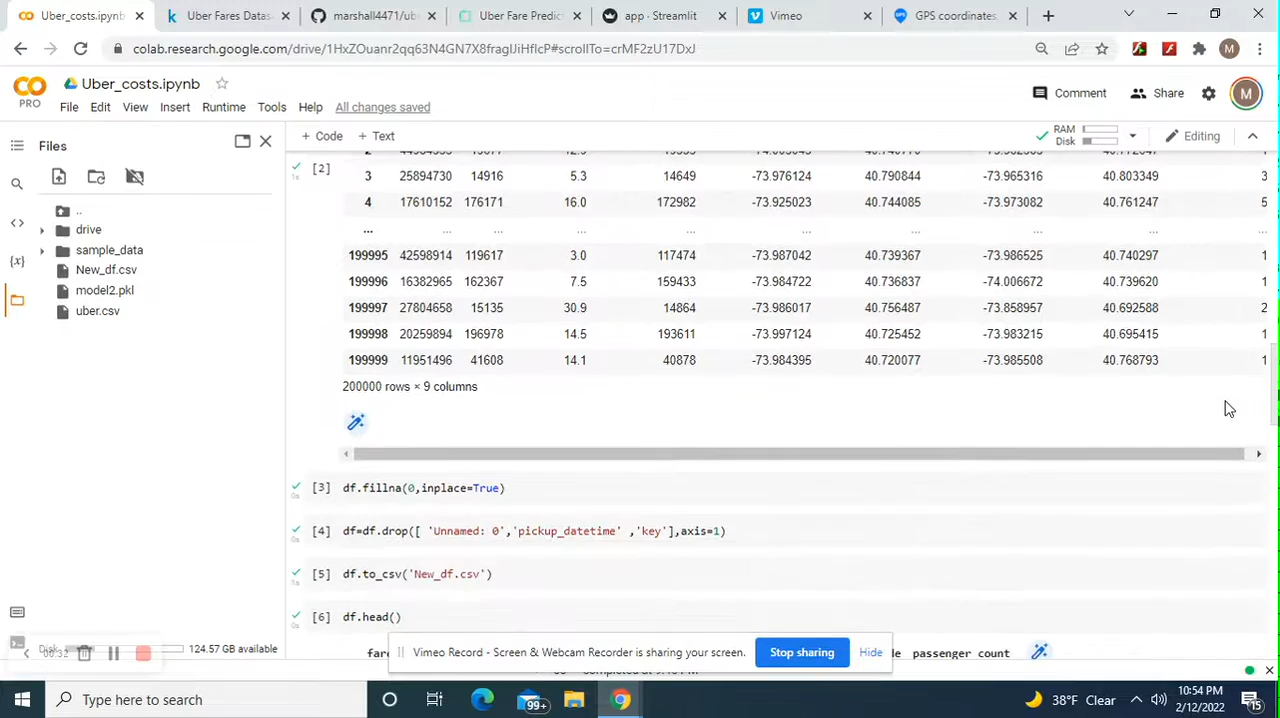 Uber_costs.ipynb
Uber Fares Datas
marshall4471/ub
Uber Fare Predic
app · Streamlit
Vimeo
GPS coordinates,
colab.research.google.com/drive/1HxZOuanr2qq63N4GN7X8fragIJiHflcP#scrollTo=crMF2zU17DxJ
M
CO
PRO
Uber_costs.ipynb
File Edit View Insert Runtime Tools Help All changes saved
Comment Share M
Files
+ Code + Text
RAM
Disk
Editing
..
drive
sample_data
New_df.csv
model2.pkl
uber.csv
[2]
3 25894730 14916 5.3 14649 -73.976124 40.790844 -73.965316 40.803349 3
4 17610152 176171 16.0 172982 -73.925023 40.744085 -73.973082 40.761247 5
... ... ... ... ... ... ... ... ... ...
199995 42598914 119617 3.0 117474 -73.987042 40.739367 -73.986525 40.740297 1
199996 16382965 162367 7.5 159433 -73.984722 40.736837 -74.006672 40.739620 1
199997 27804658 15135 30.9 14864 -73.986017 40.756487 -73.858957 40.692588 2
199998 20259894 196978 14.5 193611 -73.997124 40.725452 -73.983215 40.695415 1
199999 11951496 41608 14.1 40878 -73.984395 40.720077 -73.985508 40.768793 1
200000 rows × 9 columns
[3] df.fillna(0,inplace=True)
0s
[4] df=df.drop([ 'Unnamed: 0','pickup_datetime' ,'key'],axis=1)
0s
[5] df.to_csv('New_df.csv')
1s
[6] df.head()
0s
passenger_count
Disk 124.57 GB available
00:32
Vimeo Record - Screen & Webcam Recorder is sharing your screen.
Stop sharing
Hide
Type here to search
99+
38°F Clear
10:54 PM
2/12/2022
15